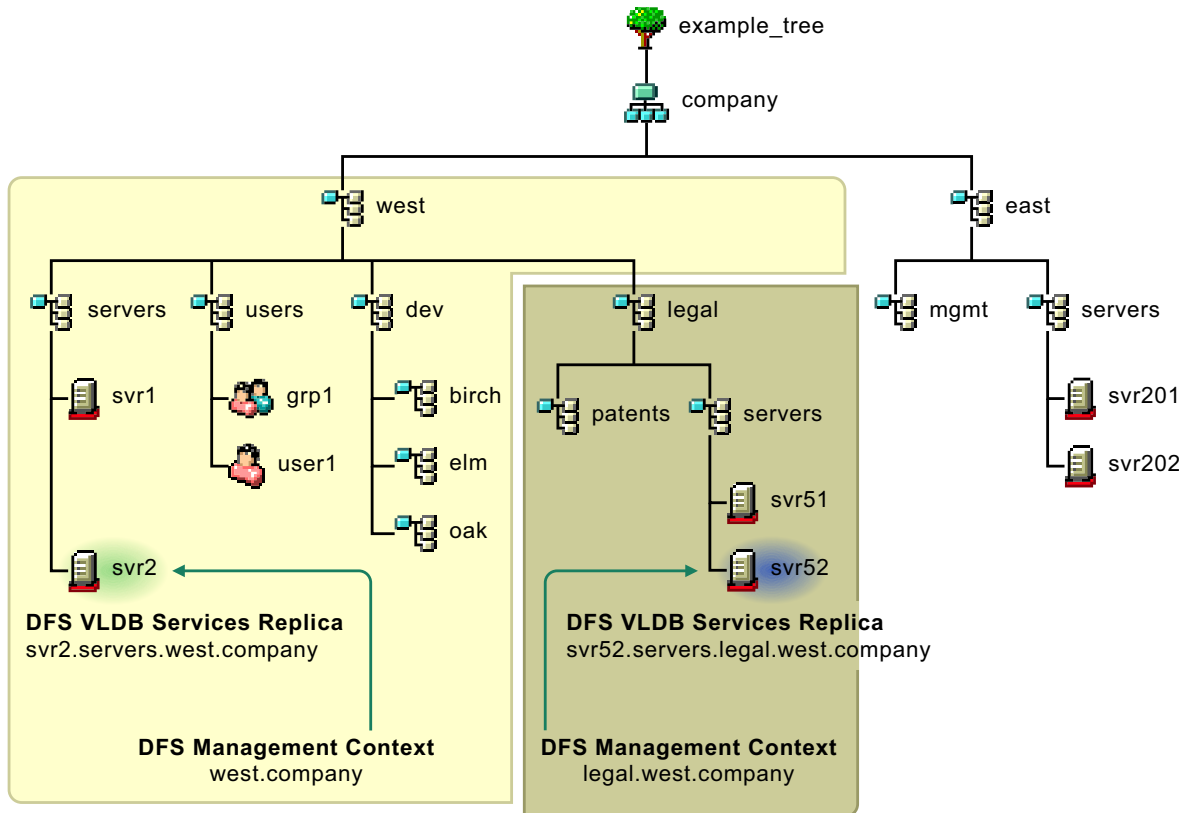 example_tree
company
west
east
servers
users
dev
legal
mgmt
servers
svr1
grp1
birch
patents
servers
svr201
user1
elm
svr202
svr51
oak
svr2
svr52
DFS VLDB Services Replica
svr2.servers.west.company
DFS VLDB Services Replica
svr52.servers.legal.west.company
DFS Management Context
west.company
DFS Management Context
legal.west.company